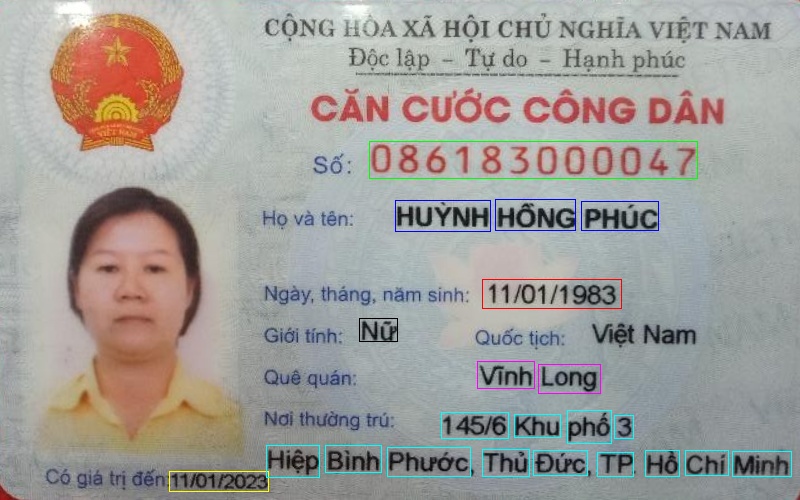 CỘNG HÒA XÃ HỘI CHỦ NGHĨA VIỆT NAM
Độc lập - Tự do - Hạnh phúc
CĂN CƯỚC CÔNG DÂN
Số: 086183000047
Họ và tên: HUỲNH HỒNG PHÚC
Ngày, tháng, năm sinh: 11/01/1983
Giới tính: Nữ Quốc tịch: Việt Nam
Quê quán: Vĩnh Long
Nơi thường trú: 145/6 Khu phố 3
Hiệp Bình Phước, Thủ Đức, TP. Hồ Chí Minh
Có giá trị đến: 11/01/2023